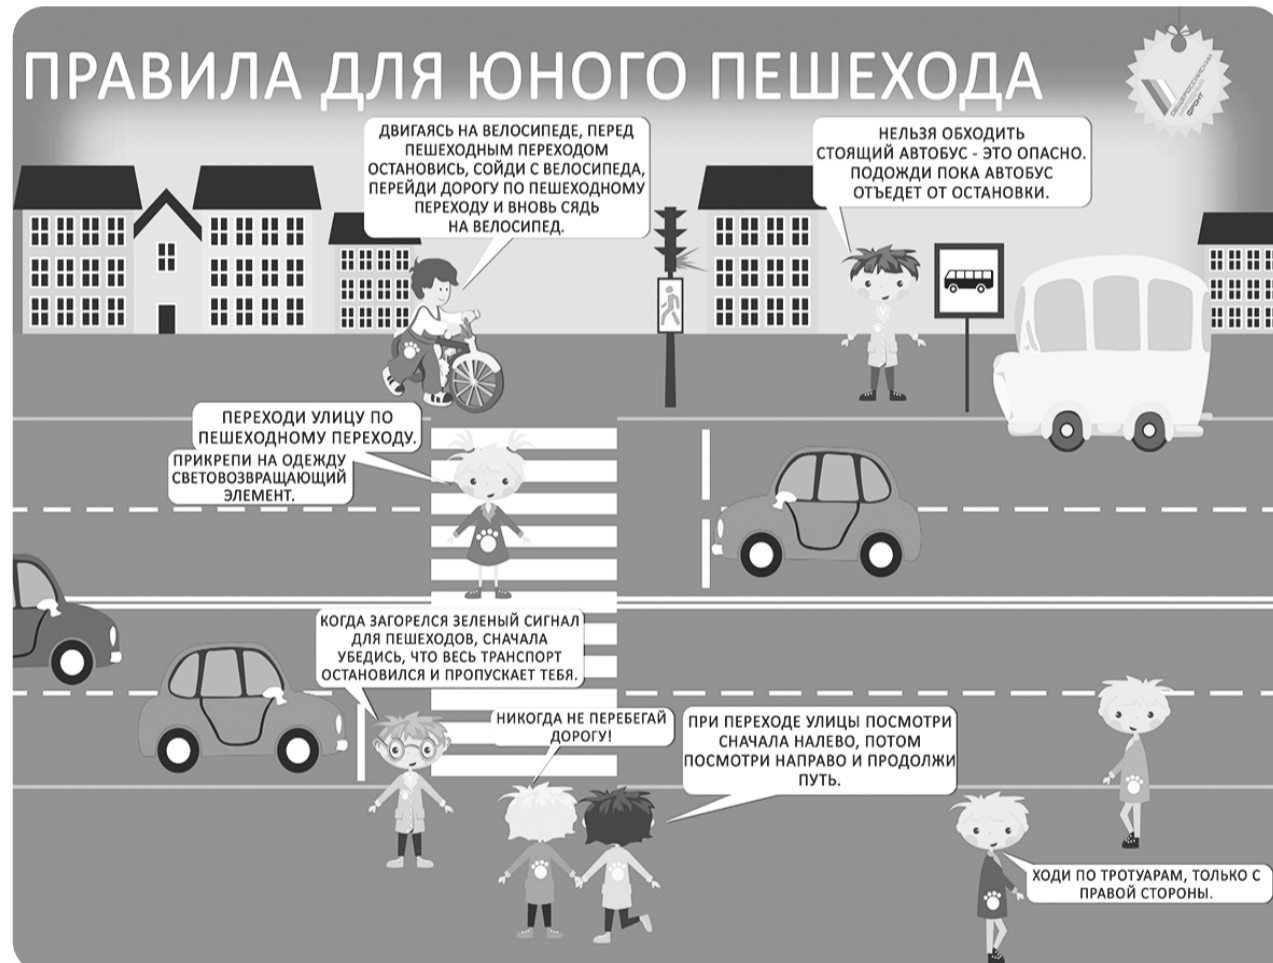 ПРАВИЛА ДЛЯ ЮНОГО ПЕШЕХОДА
ДВИГАЯСЬ НА ВЕЛОСИПЕДЕ, ПЕРЕД
ПЕШЕХОДНЫМ ПЕРЕХОДОМ
ОСТАНОВИСЬ, СОЙДИ С ВЕЛОСИПЕДА,
ПЕРЕЙДИ ДОРОГУ ПО ПЕШЕХОДНОМУ
ПЕРЕХОДУ И ВНОВЬ СЯДЬ
НА ВЕЛОСИПЕД.
НЕЛЬЗЯ ОБХОДИТЬ
СТОЯЩИЙ АВТОБУС - ЭТО ОПАСНО.
ПОДОЖДИ ПОКА АВТОБУС
ОТЪЕДЕТ ОТ ОСТАНОВКИ.
ПЕРЕХОДИ УЛИЦУ ПО
ПЕШЕХОДНОМУ ПЕРЕХОДУ.
ПРИКРЕПИ НА ОДЕЖДУ
СВЕТОВОЗВРАЩАЮЩИЙ
ЭЛЕМЕНТ.
КОГДА ЗАГОРЕЛСЯ ЗЕЛЕНЫЙ СИГНАЛ
ДЛЯ ПЕШЕХОДОВ, СНАЧАЛА
УБЕДИСЬ, ЧТО ВЕСЬ ТРАНСПОРТ
ОСТАНОВИЛСЯ И ПРОПУСКАЕТ ТЕБЯ.
НИКОГДА НЕ ПЕРЕБЕГАЙ
ДОРОГУ!
ПРИ ПЕРЕХОДЕ УЛИЦЫ ПОСМОТРИ
СНАЧАЛА НАЛЕВО, ПОТОМ
ПОСМОТРИ НАПРАВО И ПРОДОЛЖИ
ПУТЬ.
ХОДИ ПО ТРОТУАРАМ, ТОЛЬКО С
ПРАВОЙ СТОРОНЫ.